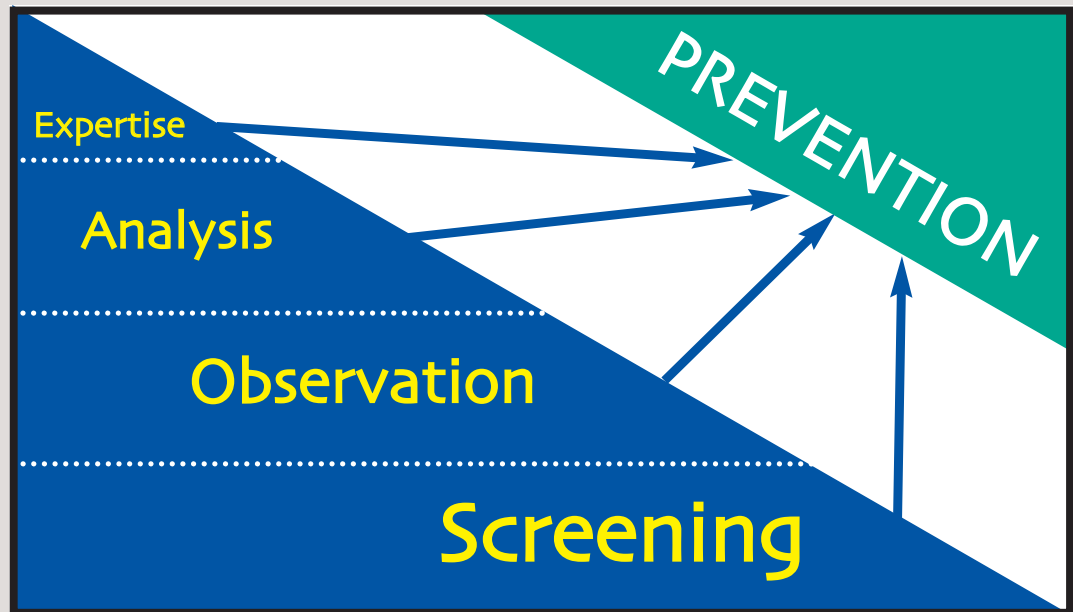 PREVENTION
Expertise
Analysis
Observation
Screening